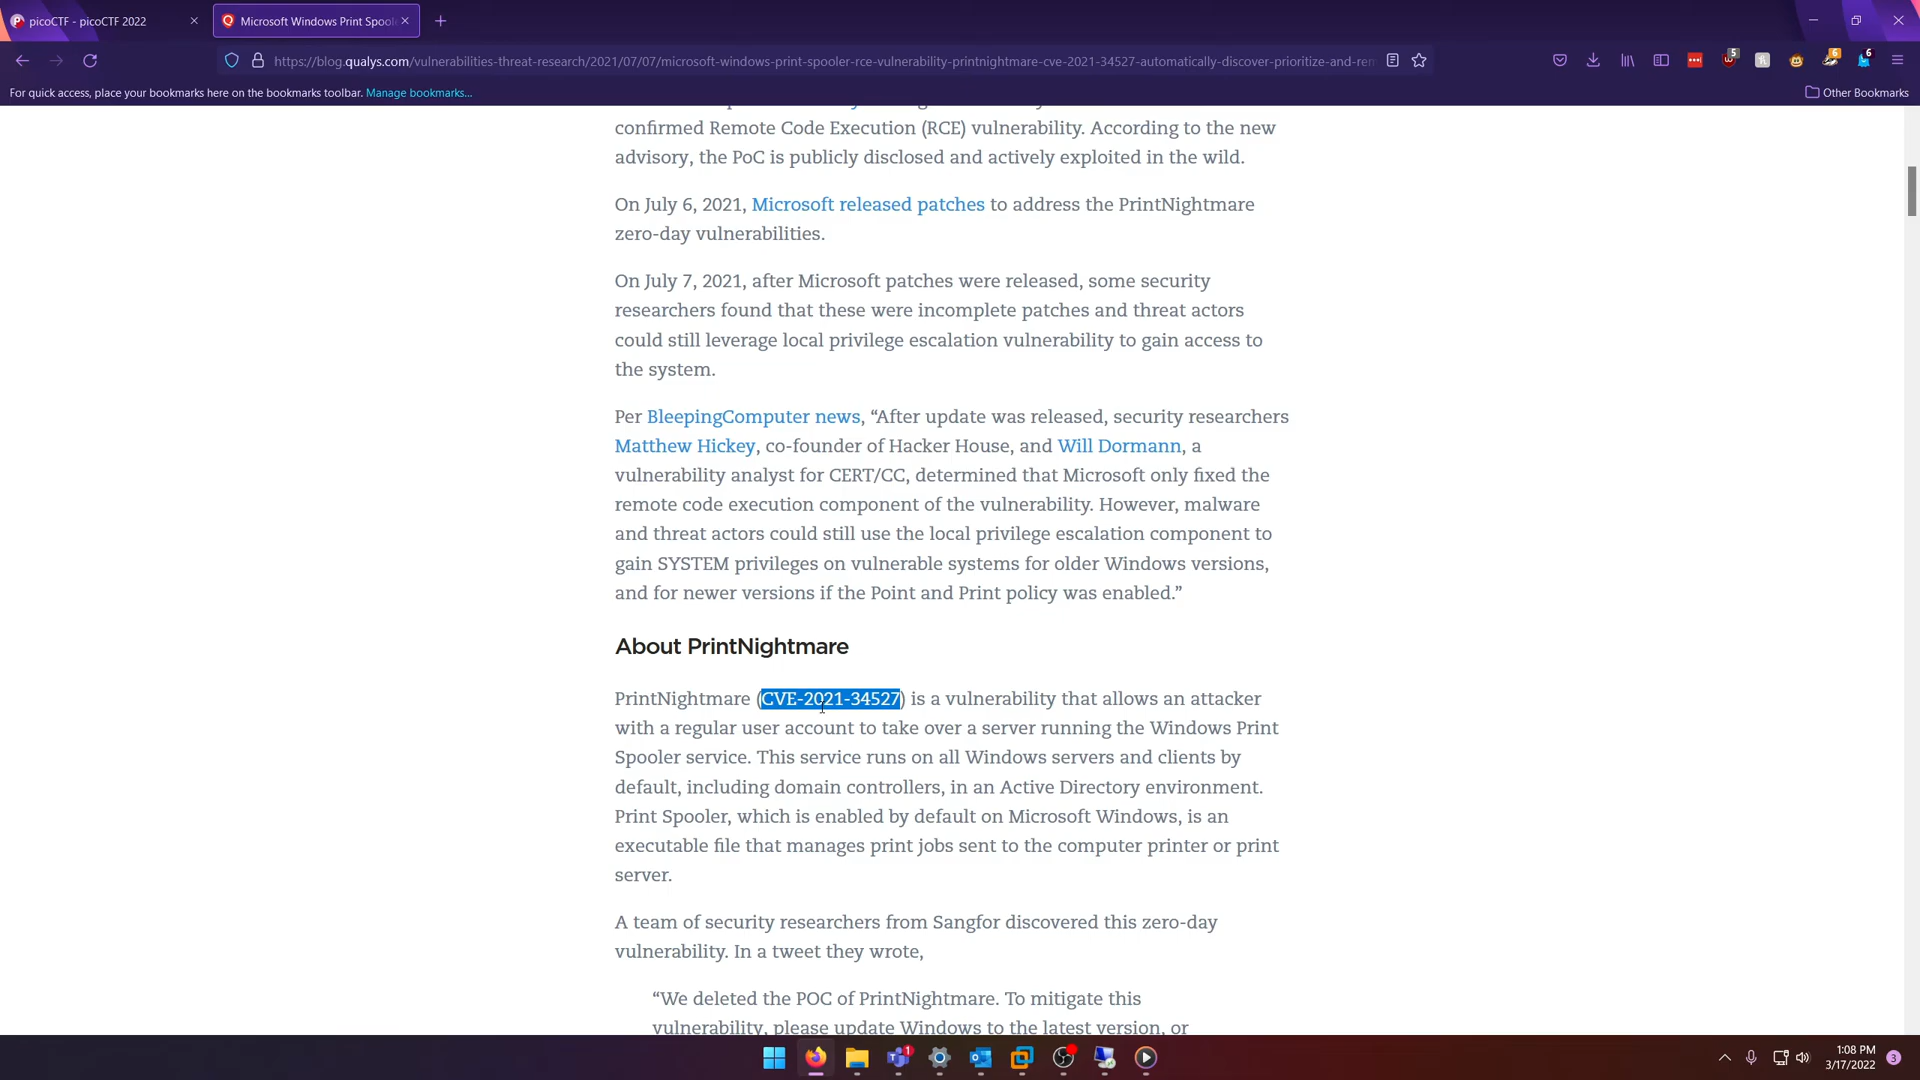 picoCTF - picoCTF 2022
Microsoft Windows Print Spool
https://blog.qualys.com/vulnerabilities-threat-research/2021/07/07/microsoft-windows-print-spooler-rce-vulnerability-printnightmare-cve-2021-34527-automatically-discover-prioritize-and-rem
5
6
6
For quick access, place your bookmarks here on the bookmarks toolbar. Manage bookmarks...
Other Bookmarks
confirmed Remote Code Execution (RCE) vulnerability. According to the new
advisory, the PoC is publicly disclosed and actively exploited in the wild.
On July 6, 2021, Microsoft released patches to address the PrintNightmare
zero-day vulnerabilities.
On July 7, 2021, after Microsoft patches were released, some security
researchers found that these were incomplete patches and threat actors
could still leverage local privilege escalation vulnerability to gain access to
the system.
Per BleepingComputer news, “After update was released, security researchers
Matthew Hickey, co-founder of Hacker House, and Will Dormann, a
vulnerability analyst for CERT/CC, determined that Microsoft only fixed the
remote code execution component of the vulnerability. However, malware
and threat actors could still use the local privilege escalation component to
gain SYSTEM privileges on vulnerable systems for older Windows versions,
and for newer versions if the Point and Print policy was enabled.”
About PrintNightmare
PrintNightmare (CVE-2021-34527) is a vulnerability that allows an attacker
with a regular user account to take over a server running the Windows Print
Spooler service. This service runs on all Windows servers and clients by
default, including domain controllers, in an Active Directory environment.
Print Spooler, which is enabled by default on Microsoft Windows, is an
executable file that manages print jobs sent to the computer printer or print
server.
A team of security researchers from Sangfor discovered this zero-day
vulnerability. In a tweet they wrote,
“We deleted the POC of PrintNightmare. To mitigate this
vulnerability, please update Windows to the latest version, or
1
1:08 PM
3/17/2022
3